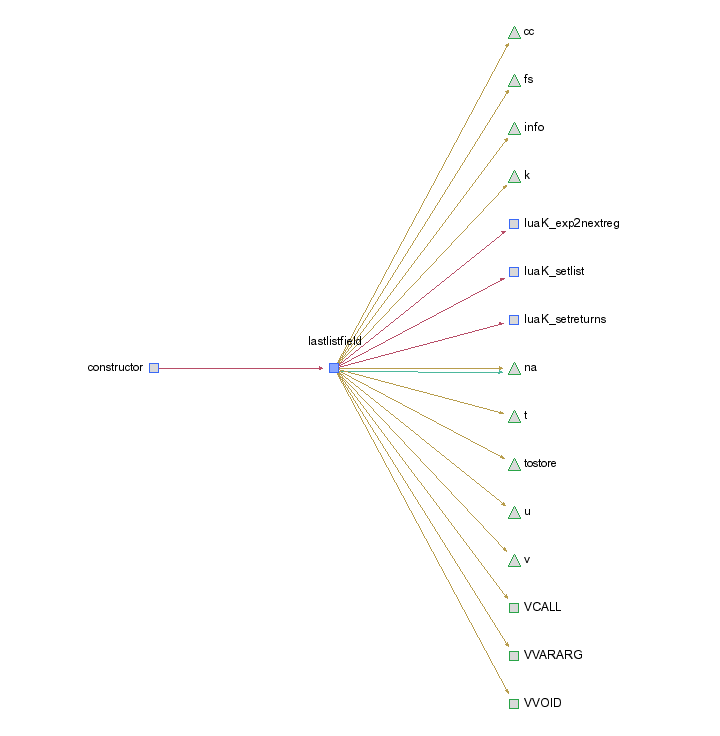 cc
fs
info
k
luaK_exp2nextreg
luaK_setlist
luaK_setreturns
lastlistfield
constructor
na
t
tostore
u
v
VCALL
VVARARG
VVOID